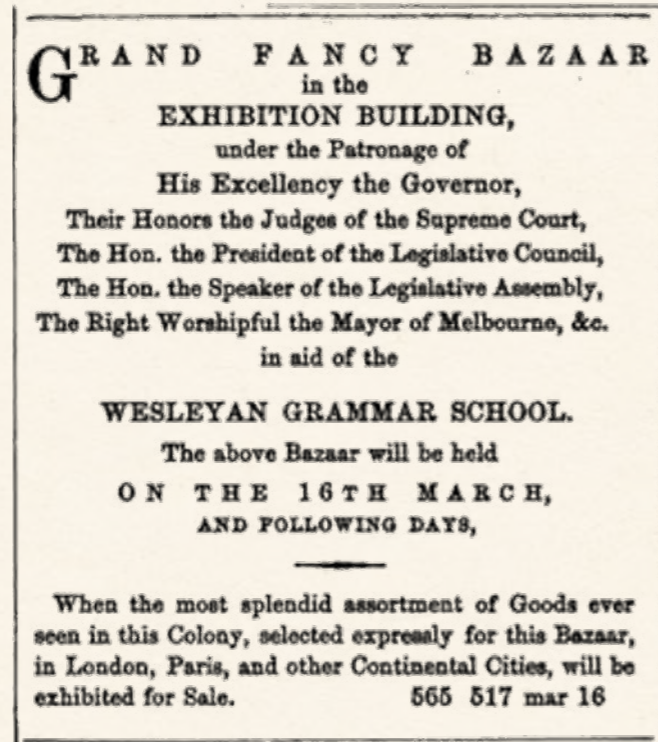 GRAND FANCY BAZAAR
in the
EXHIBITION BUILDING,
under the Patronage of
His Excellency the Governor,
Their Honors the Judges of the Supreme Court,
The Hon. the President of the Legislative Council,
The Hon. the Speaker of the Legislative Assembly,
The Right Worshipful the Mayor of Melbourne, &c.
in aid of the
WESLEYAN GRAMMAR SCHOOL.
The above Bazaar will be held
ON THE 16TH MARCH,
AND FOLLOWING DAYS,
When the most splendid assortment of Goods ever
seen in this Colony, selected expressly for this Bazaar,
in London, Paris, and other Continental Cities, will be
exhibited for Sale. 565 517 mar 16